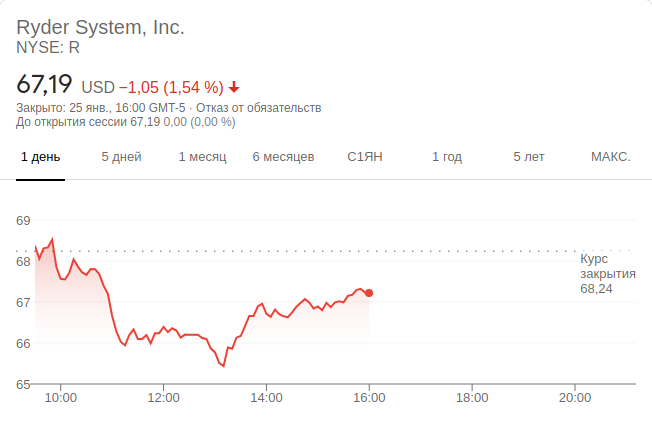 Ryder System, Inc.
NYSE: R
67,19 USD −1,05 (1,54 %)
Закрыто: 25 янв., 16:00 GMT-5 · Отказ от обязательств
До открытия сессии 67,19 0,00 (0,00 %)
1 день 5 дней 1 месяц 6 месяцев С1ЯН 1 год 5 лет МАКС.
69
68
67
66
65
Курс
закрытия
68,24
10:00 12:00 14:00 16:00 18:00 20:00